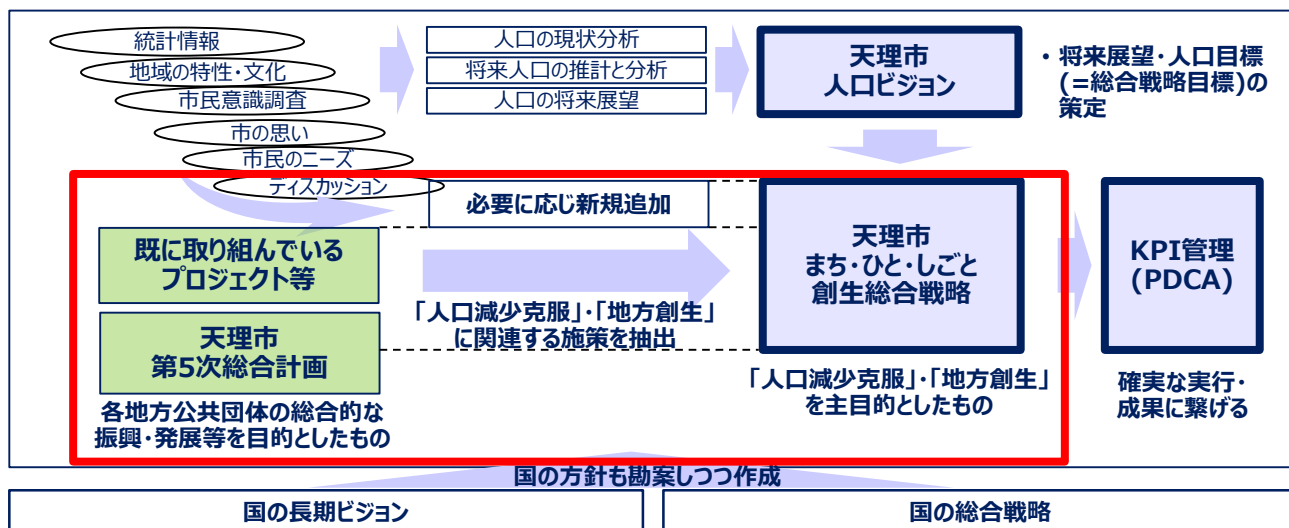 統計情報
地域の特性・文化
市民意識調査
市の思い
市民のニーズ
ディスカッション
人口の現状分析
将来人口の推計と分析
人口の将来展望
天理市
人口ビジョン
・将来展望・人口目標
(=総合戦略目標)の
策定
必要に応じ新規追加
既に取り組んでいる
プロジェクト等
天理市
第5次総合計画
各地方公共団体の総合的な
振興・発展等を目的としたもの
「人口減少克服」・「地方創生」
に関連する施策を抽出
天理市
まち・ひと・しごと
創生総合戦略
「人口減少克服」・「地方創生」
を主目的としたもの
KPI管理
(PDCA)
確実な実行・
成果に繋げる
国の方針も勘案しつつ作成
国の長期ビジョン
国の総合戦略